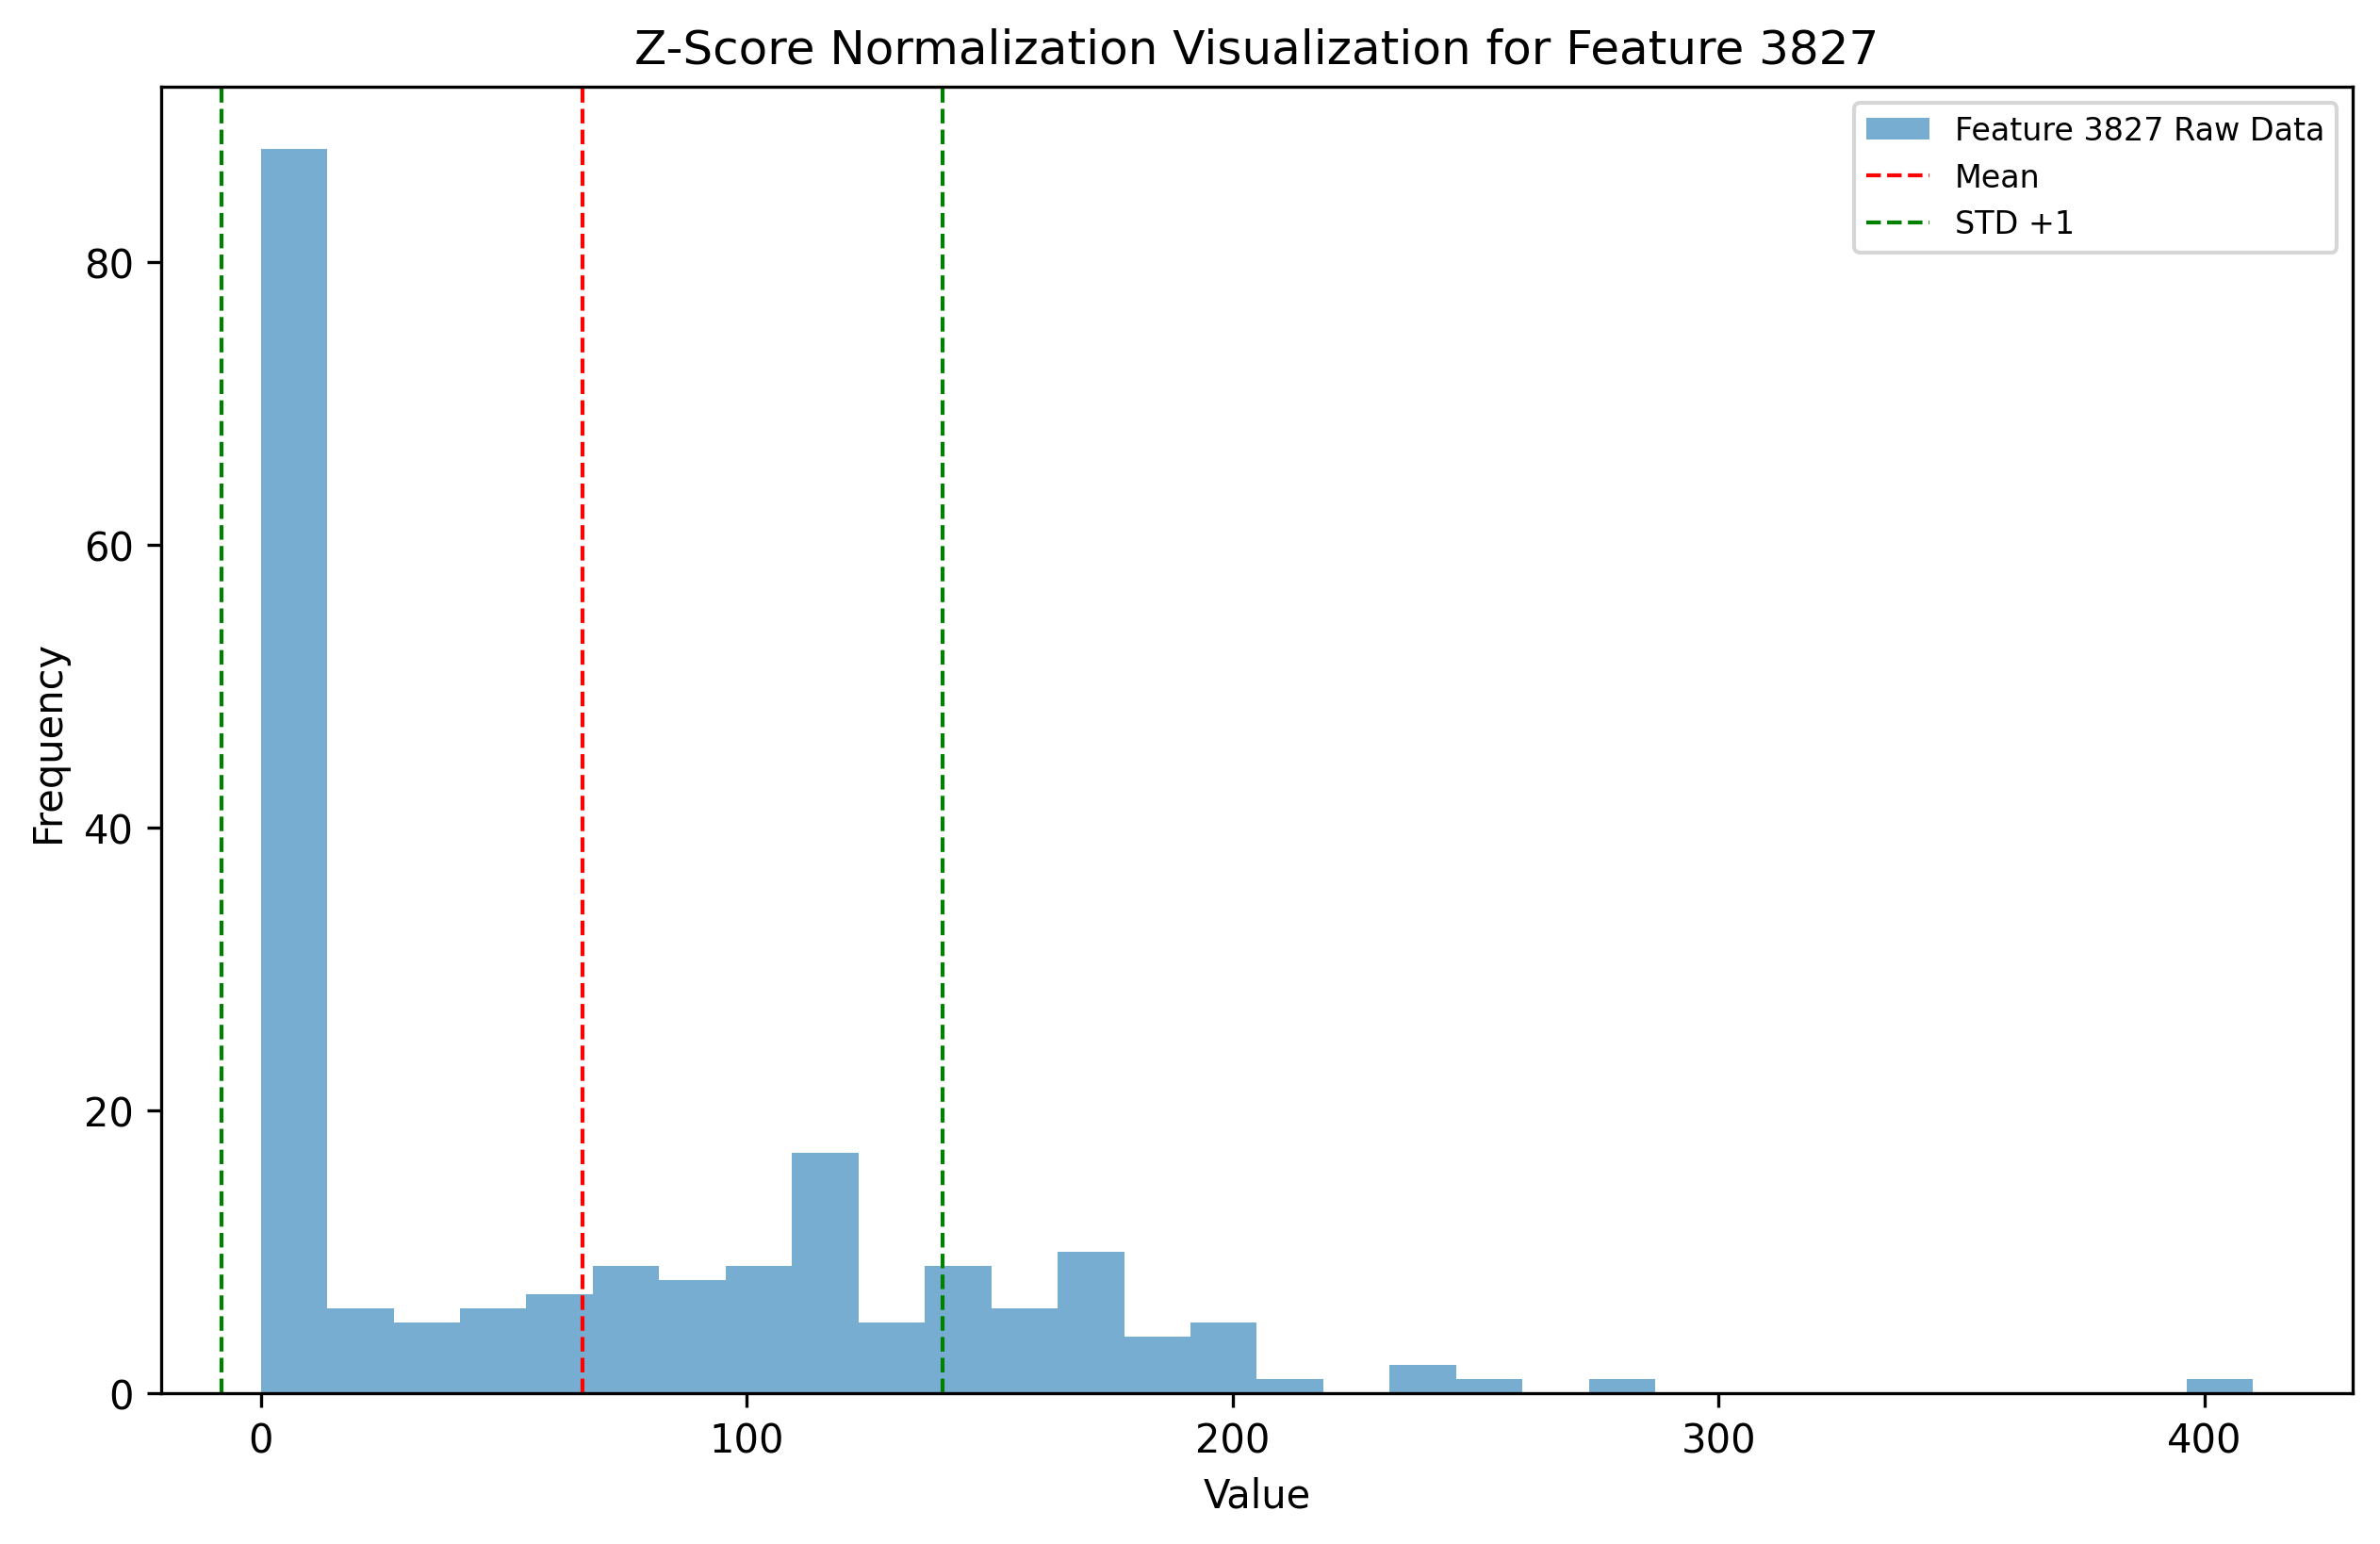 Z-Score Normalization Visualization for Feature 3827
Feature 3827 Raw Data
Mean
STD +1
80
60
40
20
0
Frequency
0 100 200 300 400
Value